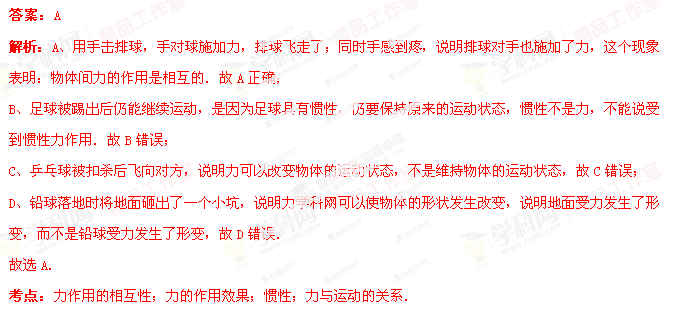 答案：A
解析：A、用手击排球，手对球施加力，排球飞走了；同时手感到疼，说明排球对手也施加了力，这个现象
表明：物体间力的作用是相互的．故 A 正确；
B、足球被踢出后仍能继续运动，是因为足球具有惯性，仍要保持原来的运动状态，惯性不是力，不能说受
到惯性力作用．故 B 错误；
C、乒乓球被扣杀后飞向对方，说明力可以改变物体的运动状态，不是维持物体的运动状态，故 C 错误；
D、铅球落地时将地面砸出了一个小坑，说明力学科网可以使物体的形状发生改变，说明地面受力发生了形
变，而不是铅球受力发生了形变，故 D 错误．
故选 A．
考点：力作用的相互性；力的作用效果；惯性；力与运动的关系．